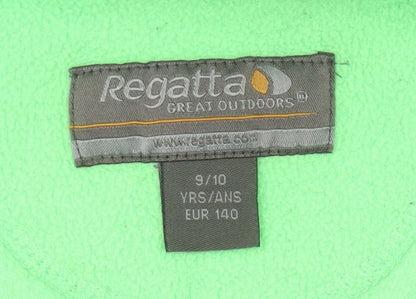 Regatta
GREAT OUTDOORS
www.regatta.com
9/10
YRS/ANS
EUR 140